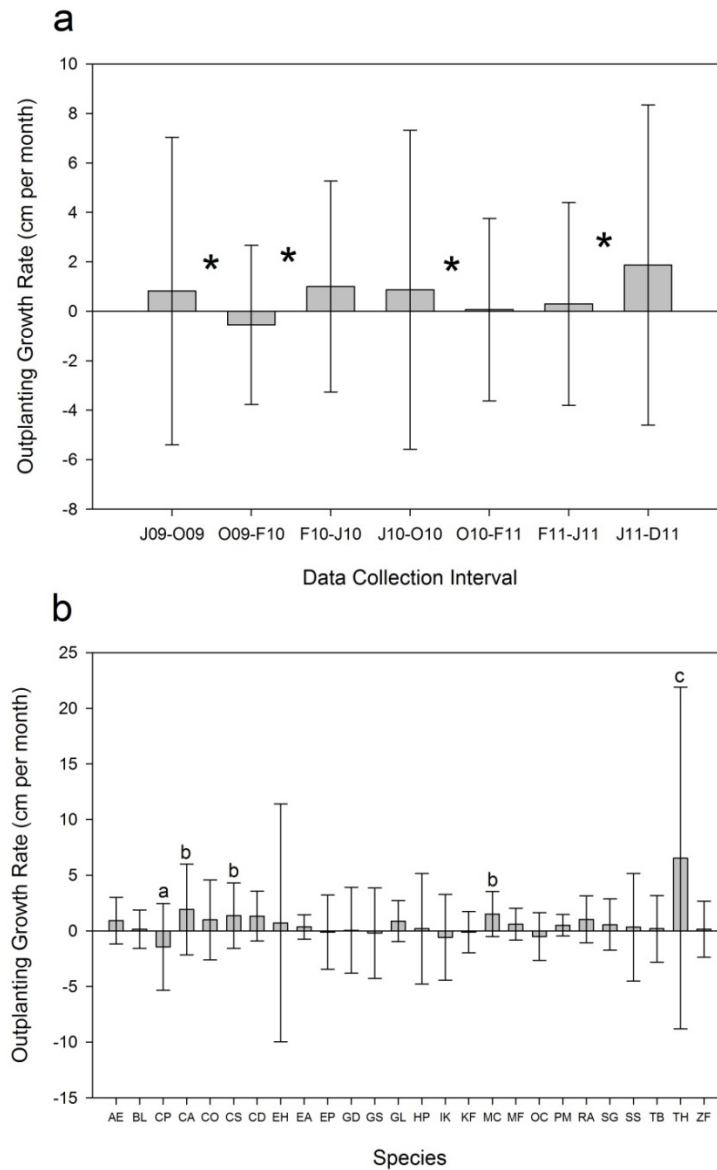 a
Outplanting Growth Rate (cm per month)
10
8
6
4
2
0
-2
-4
-6
-8
* * * *
J09-O09 O09-F10 F10-J10 J10-O10 O10-F11 F11-J11 J11-D11
Data Collection Interval
b
Outplanting Growth Rate (cm per month)
25
20
15
10
5
0
-5
-10
-15
a b b b c
AE BL CP CA CO CS CD EH EA EP GD GS GL HP IK KF MC MF OC PM RA SG SS TB TH ZF
Species